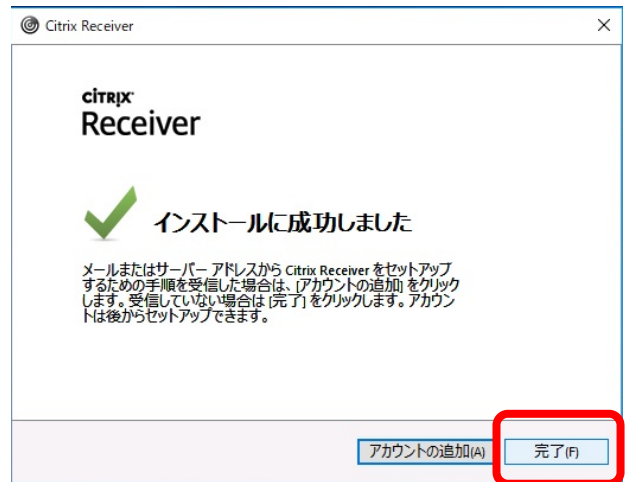 Citrix Receiver
CİTRIX
Receiver
インストールに成功しました
メールまたはサーバー アドレスから Citrix Receiver をセットアップ
するための手順を受信した場合は、[アカウントの追加] をクリック
します。受信していない場合は [完了] をクリックします。アカウン
トは後からセットアップできます。
アカウントの追加(A)
完了(F)